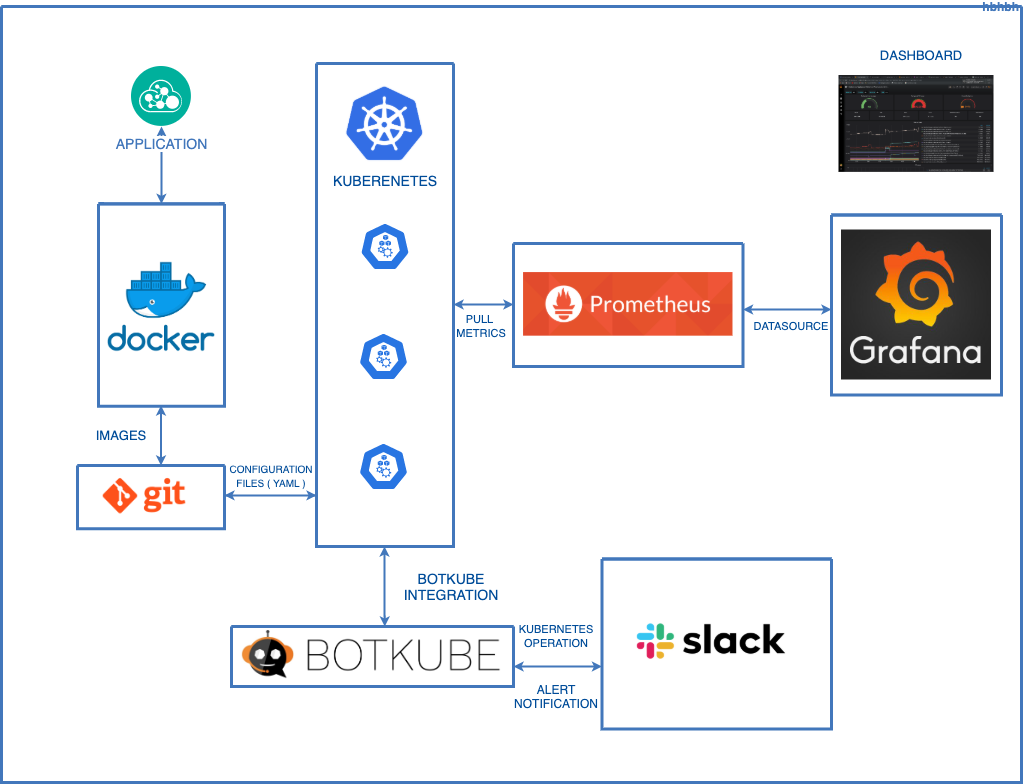 hbhbh
DASHBOARD
APPLICATION
KUBERENETES
docker
PULL
METRICS
Prometheus
DATASOURCE
Grafana
IMAGES
git
CONFIGURATION
FILES ( YAML )
BOTKUBE
INTEGRATION
BOTKUBE
KUBERNETES
OPERATION
ALERT
NOTIFICATION
slack